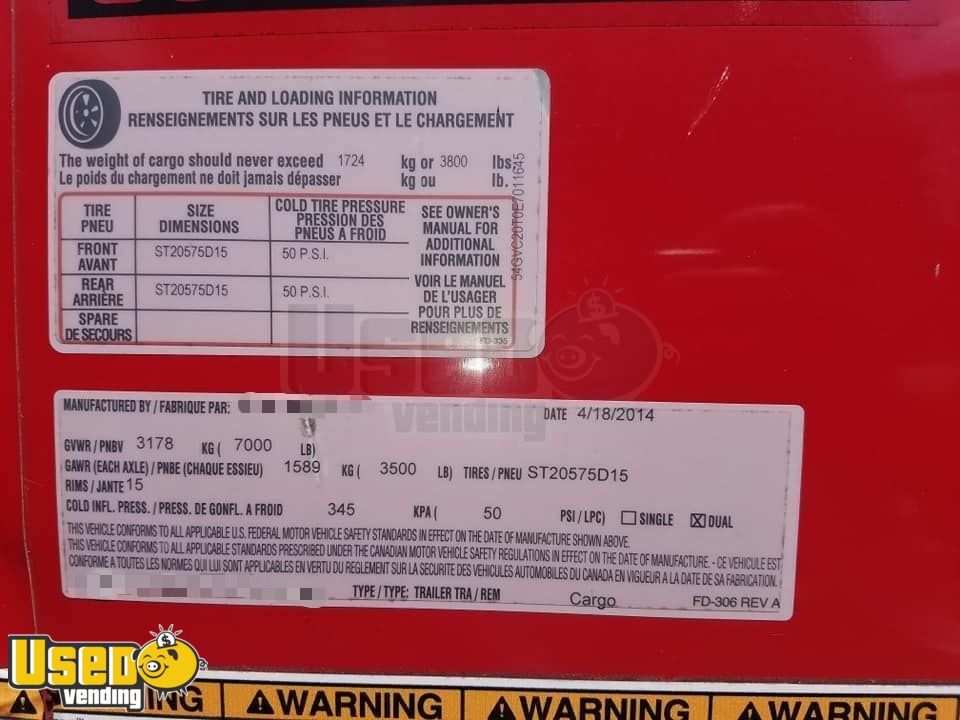 TIRE AND LOADING INFORMATION
RENSEIGNEMENTS SUR LES PNEUS ET LE CHARGEMENT
The weight of cargo should never exceed 1724 kg or 3800 lbs.
Le poids du chargement ne doit jamais dépasser kg ou lb.
TIRE PNEU
SIZE DIMENSIONS
COLD TIRE PRESSURE PRESSION DES PNEUS A FROID
SEE OWNER'S MANUAL FOR ADDITIONAL INFORMATION
FRONT AVANT ST20575D15 50 P.S.I.
REAR ARRIÈRE ST20575D15 50 P.S.I.
VOIR LE MANUEL DE L'USAGER POUR PLUS DE RENSEIGNEMENTS
SPARE DE SECOURS
FD-335
54GVC20T0E7011645
Used Vending
MANUFACTURED BY / FABRIQUE PAR: DATE 4/18/2014
GVWR / PNBV 3178 KG ( 7000 LB)
GAWR (EACH AXLE) / PNBE (CHAQUE ESSIEU) 1589 KG ( 3500 LB) TIRES / PNEU ST20575D15
RIMS / JANTE 15
COLD INFL. PRESS. / PRESS. DE GONFL. A FROID 345 KPA ( 50 PSI / LPC) SINGLE DUAL
THIS VEHICLE CONFORMS TO ALL APPLICABLE U.S. FEDERAL MOTOR VEHICLE SAFETY STANDARDS IN EFFECT ON THE DATE OF MANUFACTURE SHOWN ABOVE.
THIS VEHICLE CONFORMS TO ALL APPLICABLE STANDARDS PRESCRIBED UNDER THE CANADIAN MOTOR VEHICLE SAFETY REGULATIONS IN EFFECT ON THE DATE OF MANUFACTURE. - CE VEHICULE EST
CONFORME A TOUTES LES NORMES QUI LUI SONT APPLICABLES EN VERTU DU REGLEMENT SUR LA SECURITE DES VEHICULES AUTOMOBILES DU CANADA EN VIGUEUR A LA DATE DE SA FABRICATION.
TYPE / TYPE: TRAILER TRA / REM Cargo FD-306 REV A
Used Vending
WARNING WARNING WARNING WARNING